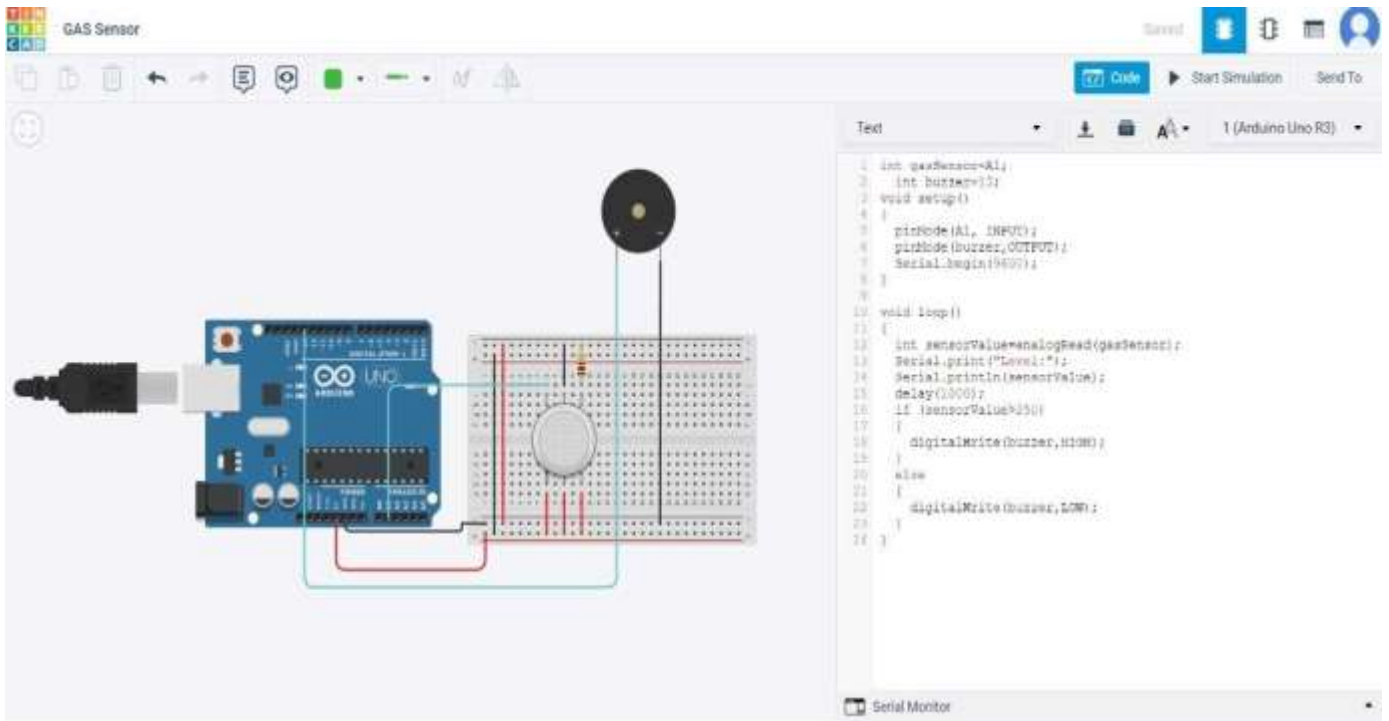 GAS Sensor
Saved
Code
Start Simulation
Send To
Text
1 (Arduino Uno R3)
UNO
ARDUINO
1 int gasSensor=A1;
2 int buzzer=13;
3 void setup()
4 {
5 pinMode(A1, INPUT);
6 pinMode(buzzer,OUTPUT);
7 Serial.begin(9600);
8 }
9
10 void loop()
11 {
12 int sensorValue=analogRead(gasSensor);
13 Serial.print("Level:");
14 Serial.println(sensorValue);
15 delay(1000);
16 if (sensorValue>250)
17 {
18 digitalWrite(buzzer,HIGH);
19 }
20 else
21 {
22 digitalWrite(buzzer,LOW);
23 }
24 }
Serial Monitor